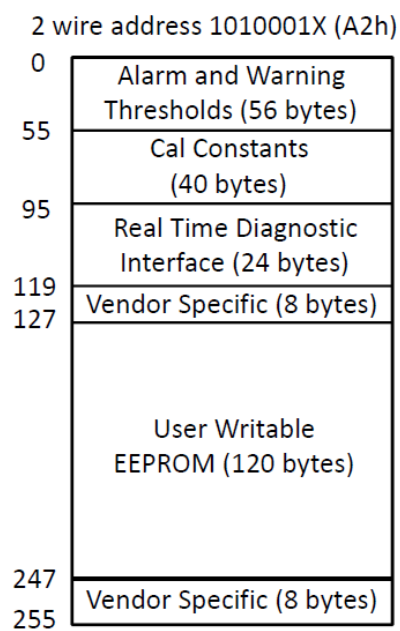 2 wire address 1010001X (A2h)
0
Alarm and Warning
Thresholds (56 bytes)
55
Cal Constants
(40 bytes)
95
Real Time Diagnostic
Interface (24 bytes)
119
Vendor Specific (8 bytes)
127
User Writable
EEPROM (120 bytes)
247
Vendor Specific (8 bytes)
255